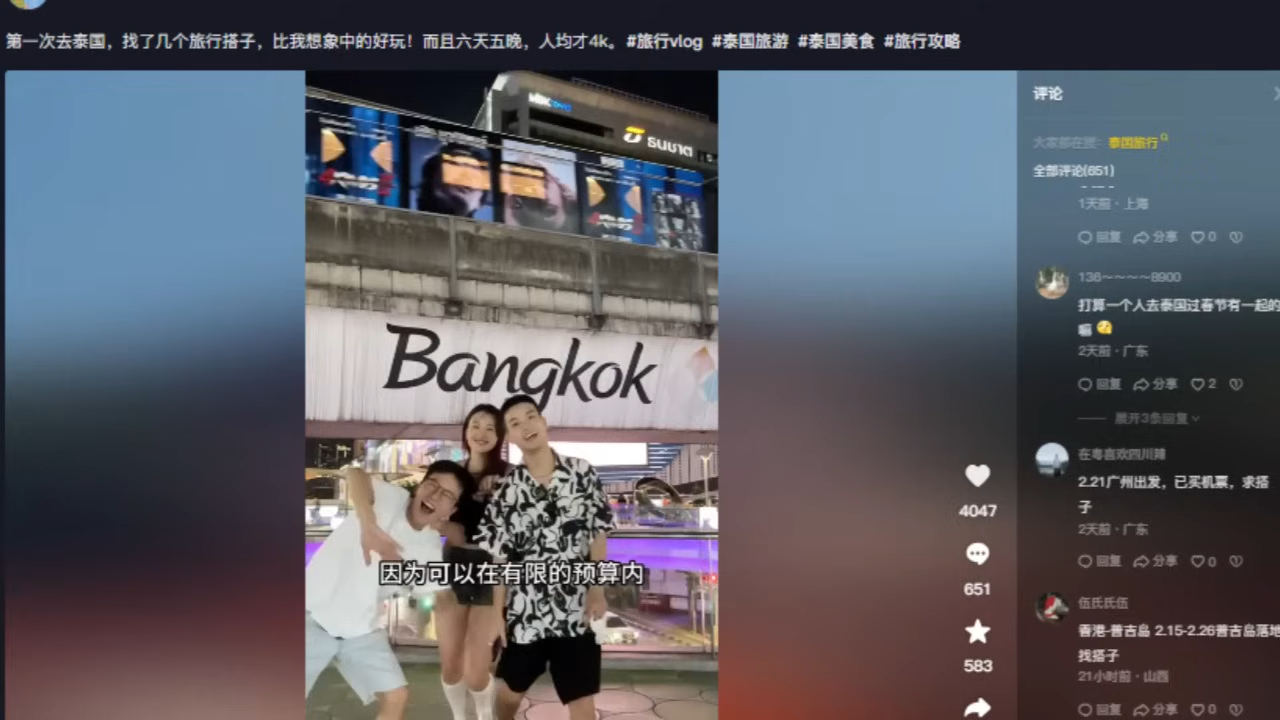 第一次去泰国，找了几个旅行搭子，比我想象中的好玩！而且六天五晚，人均才4k。#旅行vlog #泰国旅游 #泰国美食 #旅行攻略
ธนชาต
Bangkok
因为可以在有限的预算内
4047
651
583
评论
大家都在搜：泰国旅行
全部评论(651)
1天前·上海
回复 分享 0
136~~~~8900
打算一个人去泰国过春节有一起的
嘛
2天前·广东
回复 分享 2
展开3条回复
在粤喜欢四川
2.21广州出发，已买机票，求搭
子
2天前·广东
回复 分享 0
伍氏氏伍
香港-普吉岛 2.15-2.26普吉岛落地
找搭子
21小时前·山西
回复 分享 0